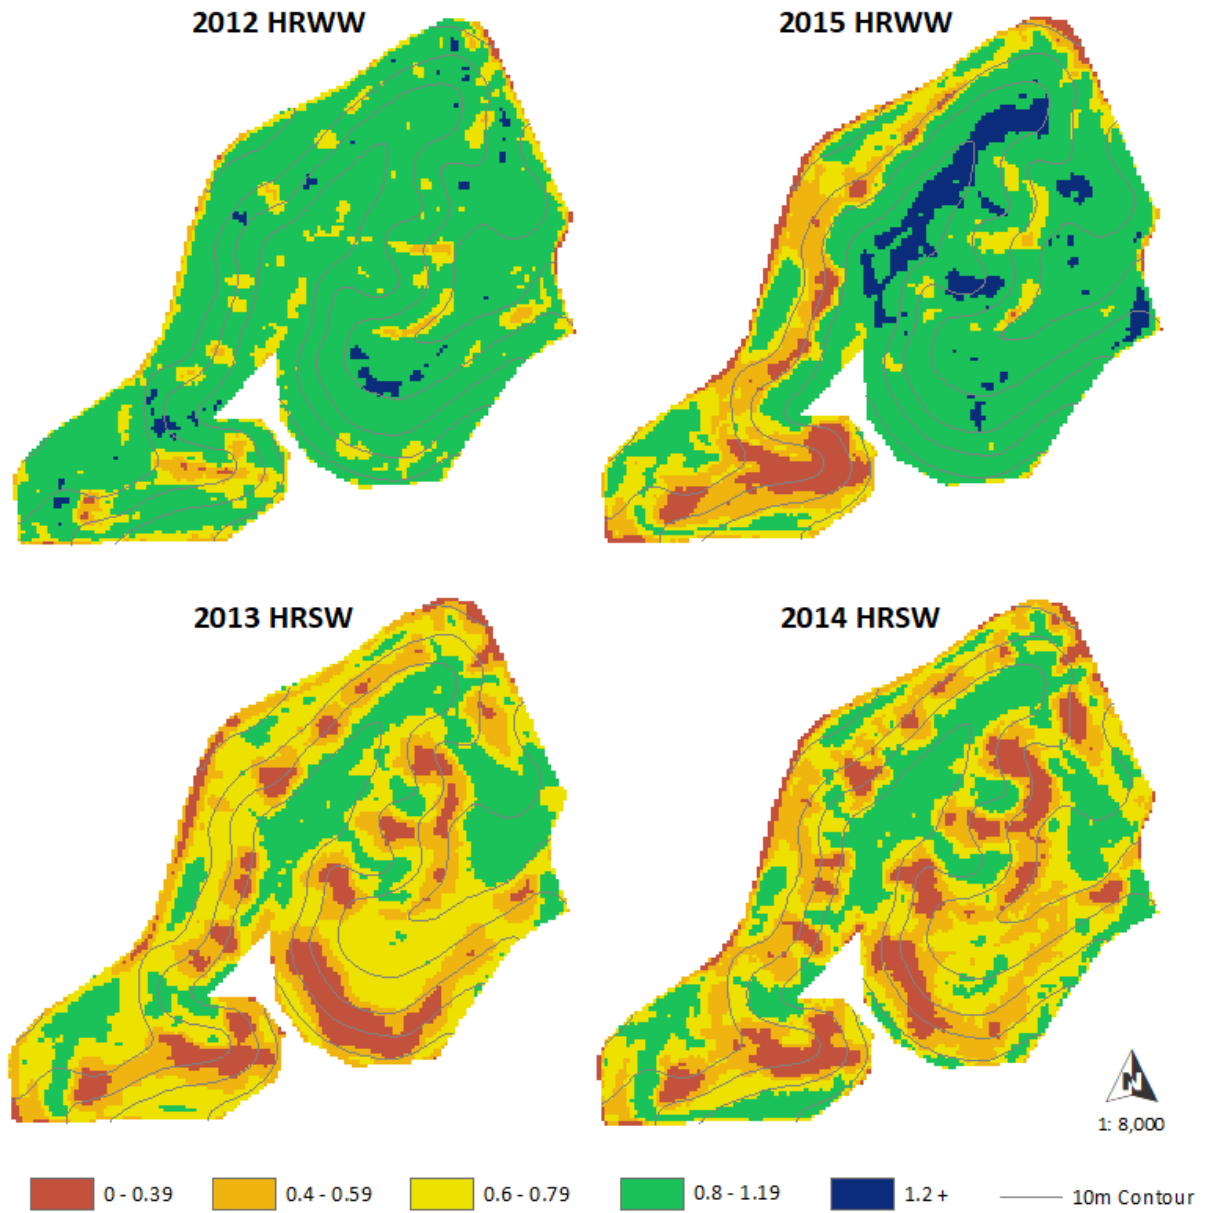 2012 HRWW
2015 HRWW
2013 HRSW
2014 HRSW
N
1: 8,000
0 - 0.39
0.4 - 0.59
0.6 - 0.79
0.8 - 1.19
1.2 +
10m Contour